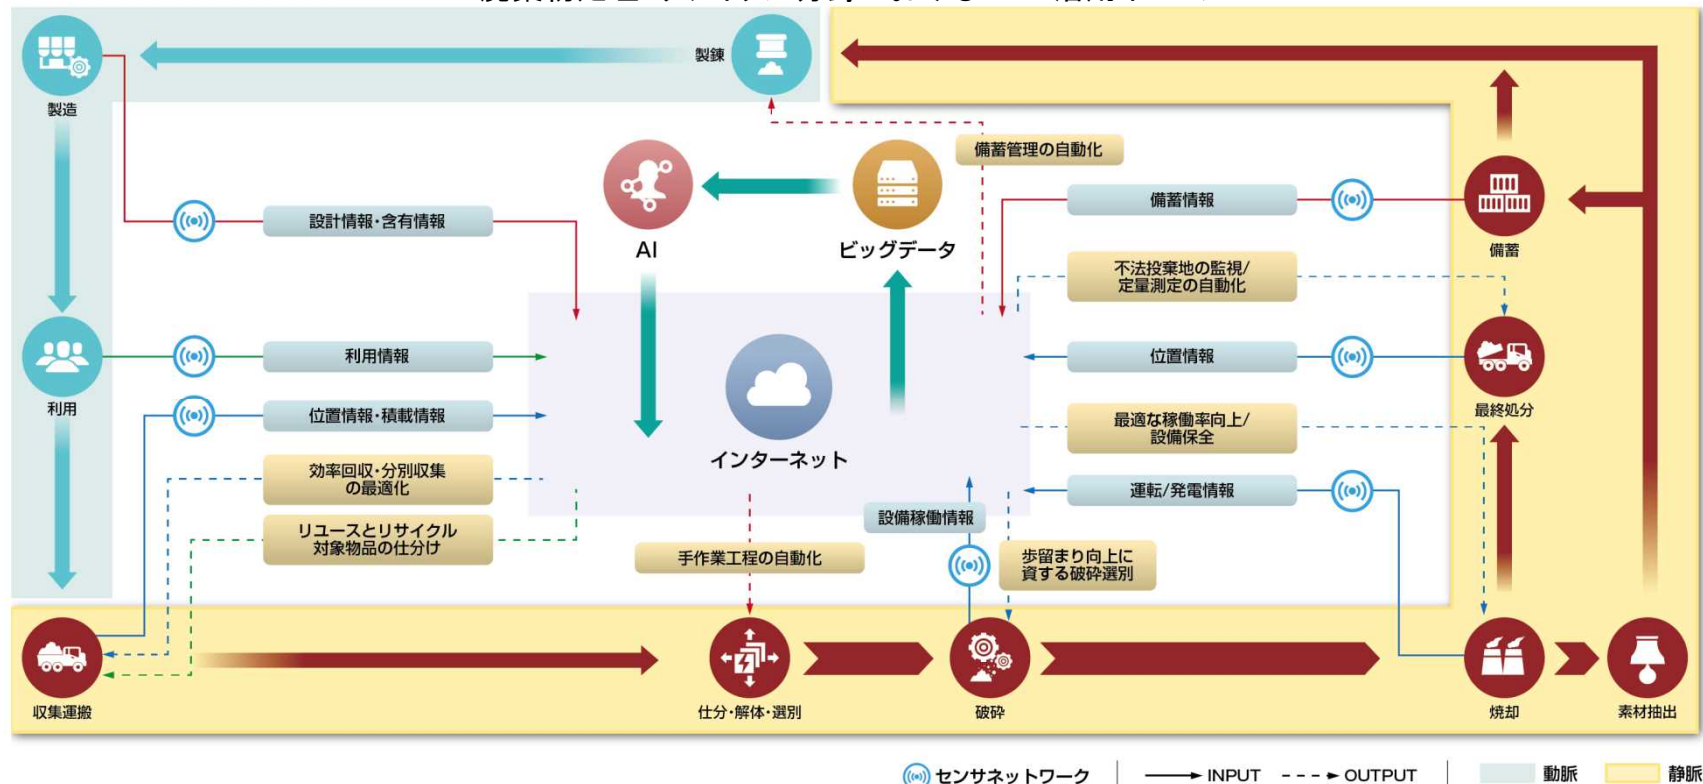 製錬
製造
備蓄管理の自動化
設計情報・含有情報
AI
ビッグデータ
備蓄情報
備蓄
不法投棄地の監視/
定量測定の自動化
利用情報
利用
位置情報
最終処分
位置情報・積載情報
インターネット
最適な稼働率向上/
設備保全
効率回収・分別収集
の最適化
運転/発電情報
設備稼働情報
リユースとリサイクル
対象物品の仕分け
手作業工程の自動化
歩留まり向上に
資する破砕選別
収集運搬
仕分・解体・選別
破砕
焼却
素材抽出
センサネットワーク
INPUT
OUTPUT
動脈
静脈